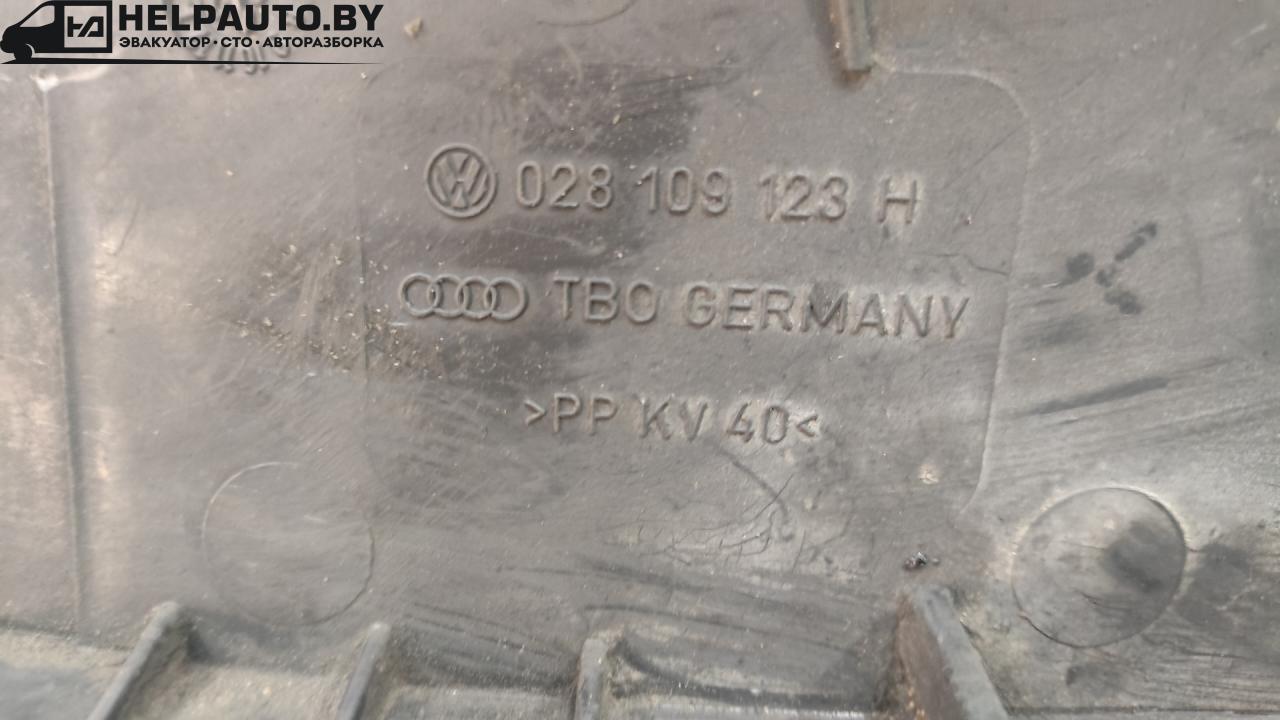 HELPAUTO.BY
ЭВАКУАТОР·СТО·АВТОРАЗБОРКА
028 109 123 H
TBO GERMANY
>PP KV 40<